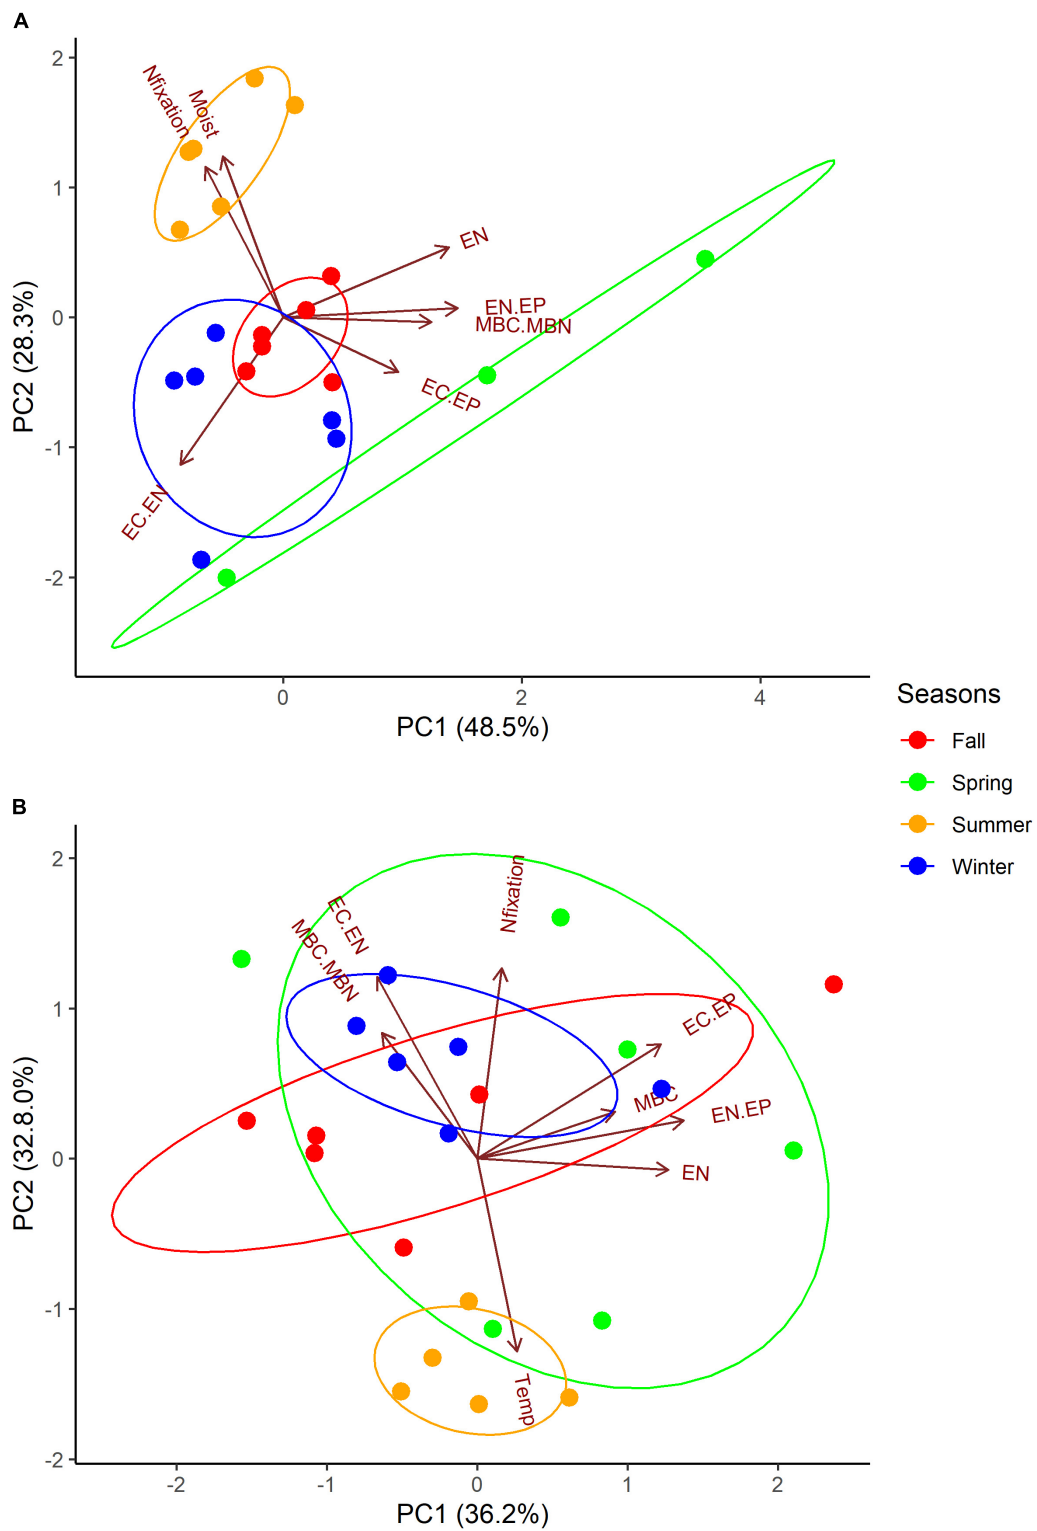 A
2
1
0
-1
-2
PC2 (28.3%)
Nfixation
Moist
EN
EN.EP
MBC.MBN
EC.EP
EC.EN
0
2
4
PC1 (48.5%)
Seasons
Fall
Spring
Summer
Winter
B
2
1
0
-1
-2
PC2 (32.8.0%)
Nfixation
EC.EN
MBC.MBN
EC.EP
MBC
EN.EP
EN
Temp
-2
-1
0
1
2
PC1 (36.2%)